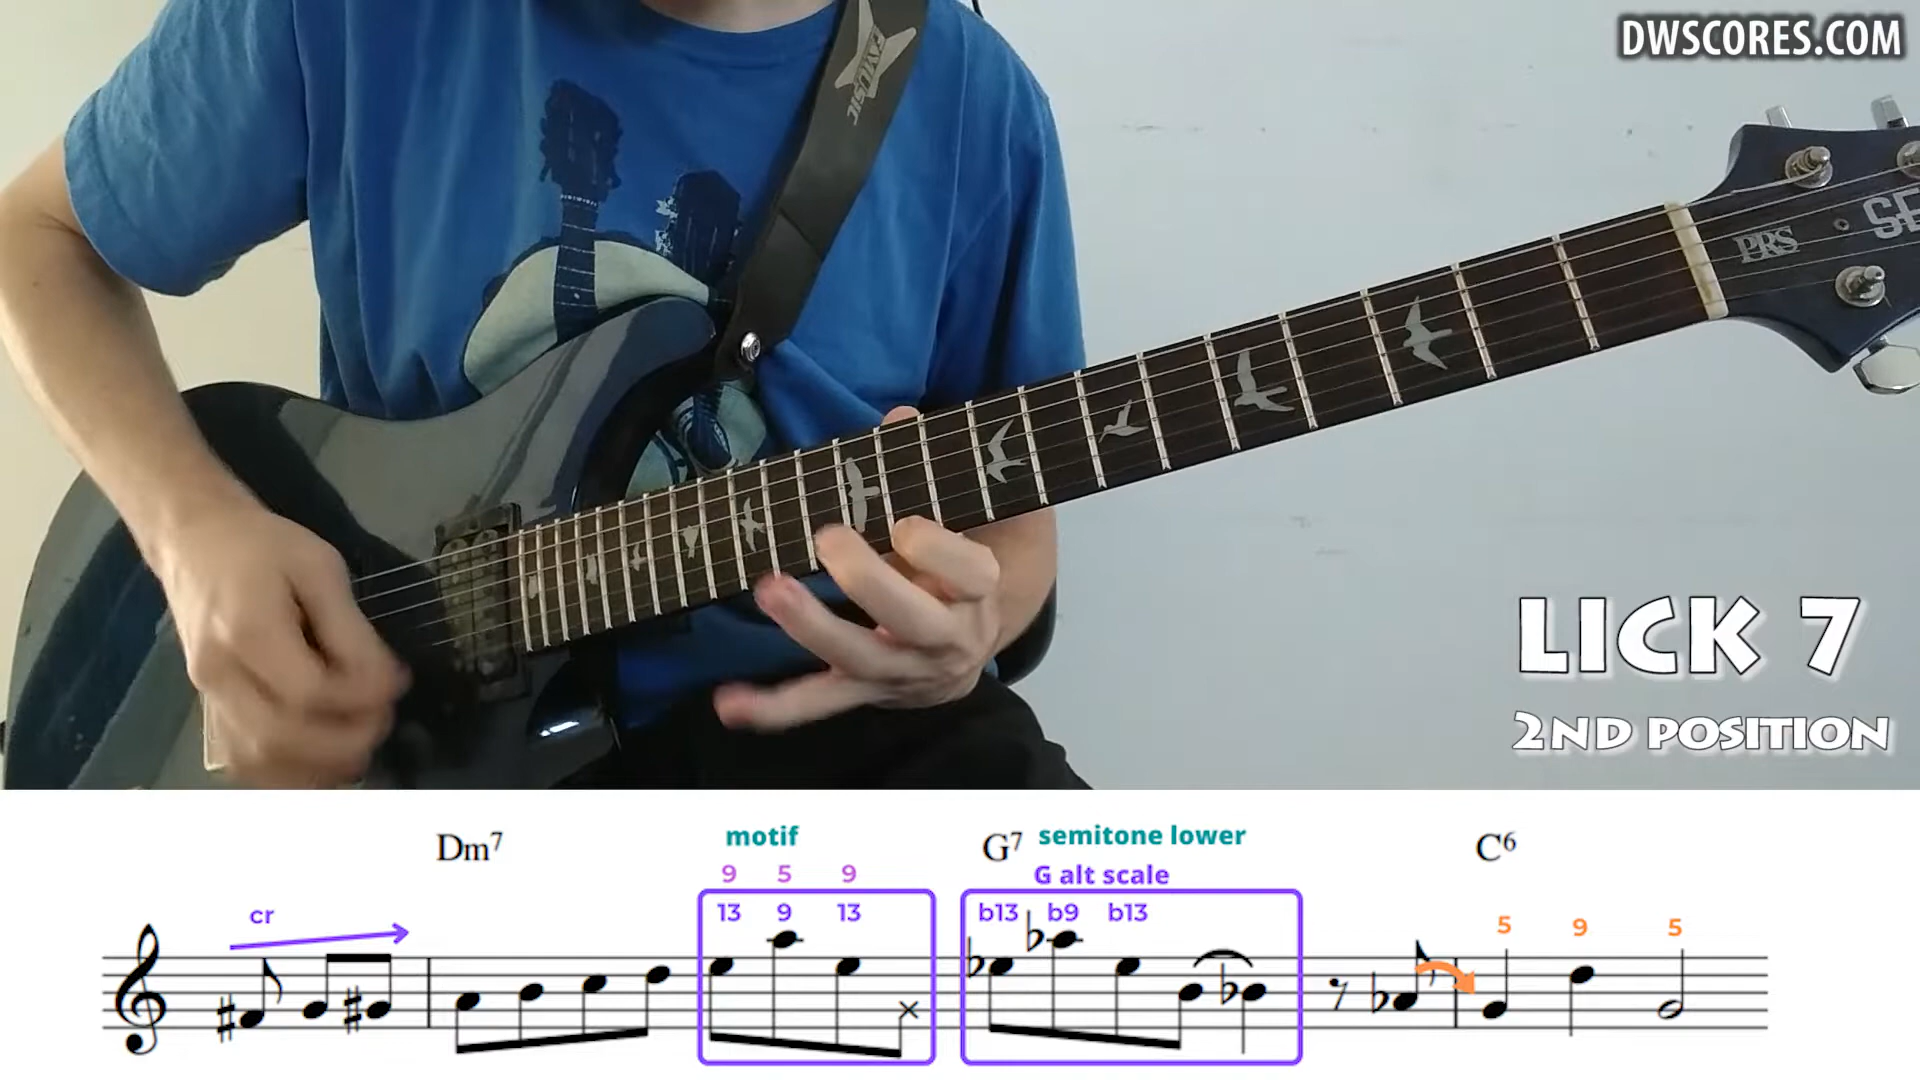 DWSCORES.COM
PRS
SE
LICK 7
2ND POSITION
Dm7
motif
9 5 9
13 9 13
G7
semitone lower
G alt scale
b13 b9 b13
C6
cr
5 9 5